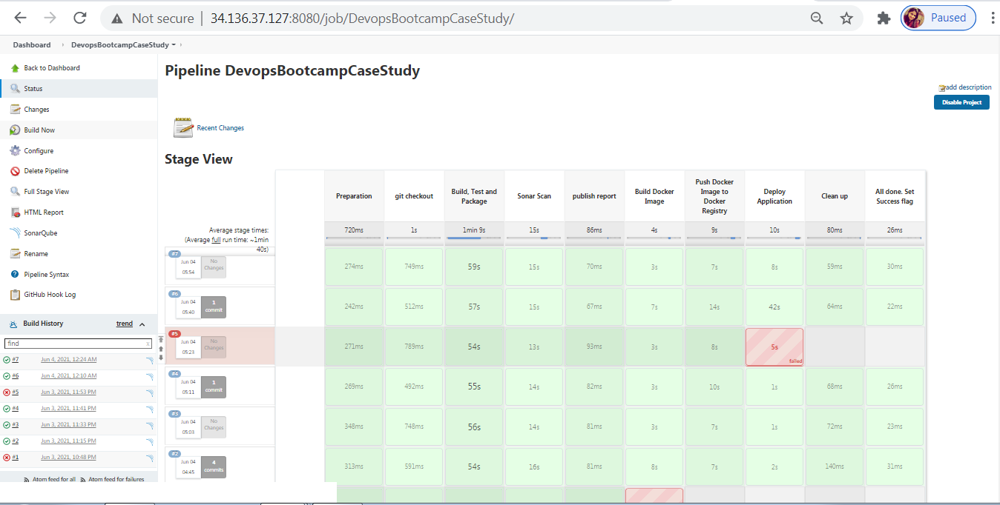 Not secure | 34.136.37.127:8080/job/DevopsBootcampCaseStudy/
Paused
Dashboard
DevopsBootcampCaseStudy
Back to Dashboard
Status
Changes
Build Now
Configure
Delete Pipeline
Full Stage View
HTML Report
SonarQube
Rename
Pipeline Syntax
GitHub Hook Log
Build History
trend
find
x
#7 Jun 4, 2021, 12:24 AM
#6 Jun 4, 2021, 12:10 AM
#5 Jun 3, 2021, 11:53 PM
#4 Jun 3, 2021, 11:41 PM
#3 Jun 3, 2021, 11:33 PM
#2 Jun 3, 2021, 11:15 PM
#1 Jun 3, 2021, 10:48 PM
Atom feed for all Atom feed for failures
Pipeline DevopsBootcampCaseStudy
add description
Disable Project
Recent Changes
Stage View
Preparation
git checkout
Build, Test and
Package
Sonar Scan
publish report
Build Docker
Image
Push Docker
Image to
Docker
Registry
Deploy
Application
Clean up
All done. Set
Success flag
Average stage times:
(Average full run time: ~1min
40s)
720ms 1s 1min 9s 15s 86ms 4s 9s 10s 80ms 26ms
#7
Jun 04
05:54
No
Changes
274ms 749ms 59s 15s 70ms 3s 7s 8s 59ms 30ms
#6
Jun 04
05:40
1
commit
242ms 512ms 57s 15s 67ms 7s 14s 42s 64ms 22ms
#5
Jun 04
05:23
No
Changes
271ms 789ms 54s 13s 93ms 3s 8s 5s
failed
#4
Jun 04
05:11
1
commit
269ms 492ms 55s 14s 82ms 3s 10s 1s 68ms 26ms
#3
Jun 04
05:03
No
Changes
348ms 748ms 56s 14s 81ms 3s 7s 1s 72ms 23ms
#2
Jun 04
04:45
4
commits
313ms 591ms 54s 16s 81ms 8s 7s 2s 140ms 31ms